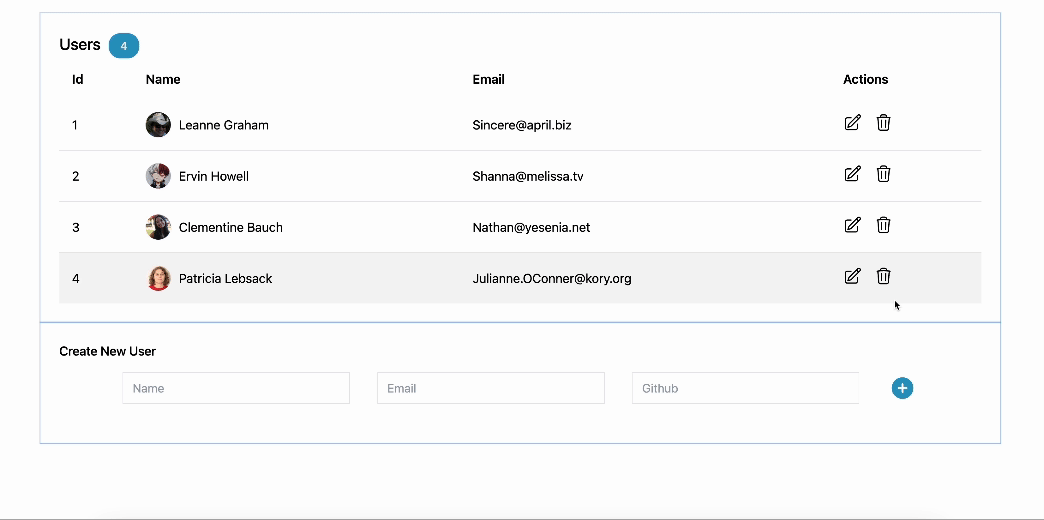 Users 4
Id Name Email Actions
1 Leanne Graham Sincere@april.biz
2 Ervin Howell Shanna@melissa.tv
3 Clementine Bauch Nathan@yesenia.net
4 Patricia Lebsack Julianne.OConner@kory.org
Create New User
Name Email Github